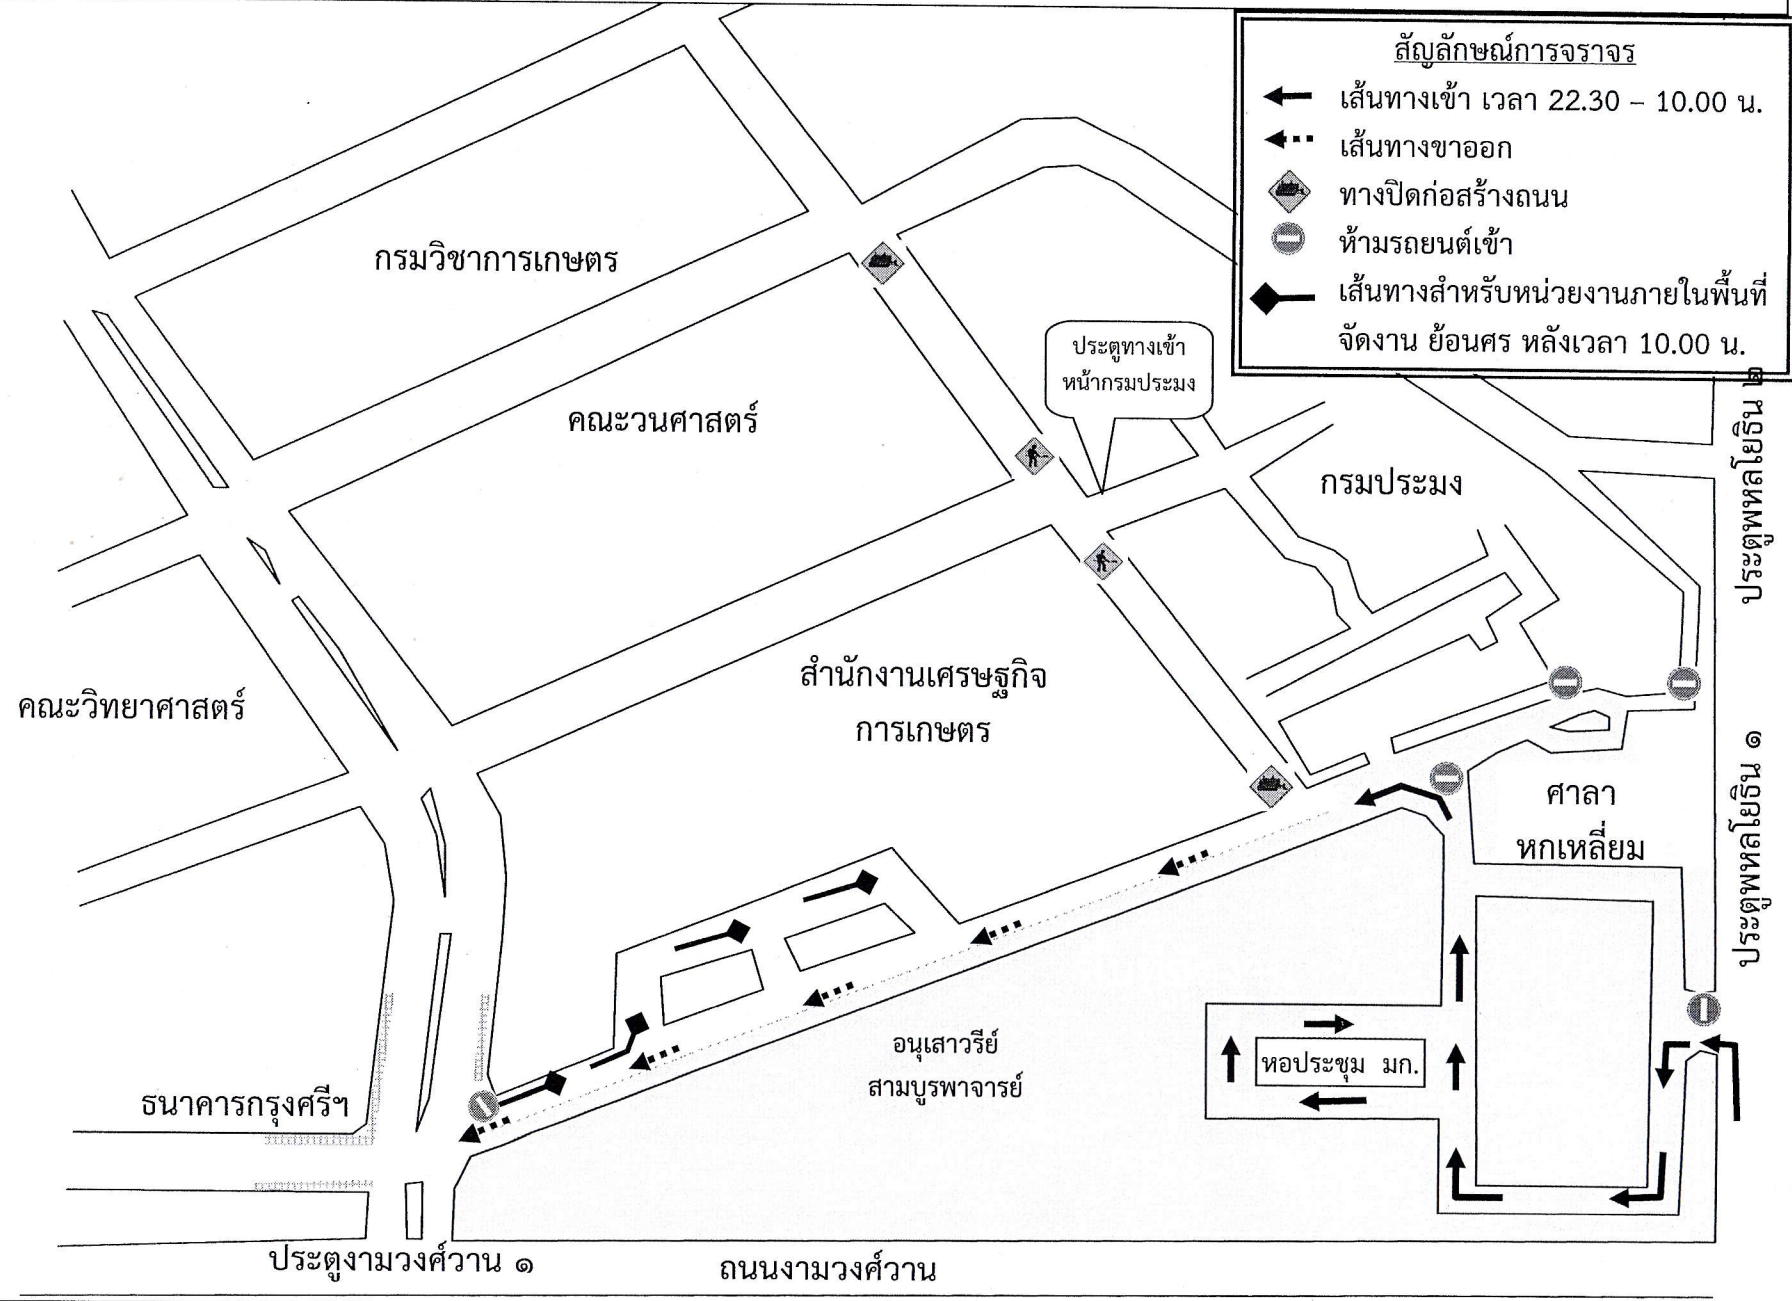 สัญลักษณ์การจราจร
เส้นทางเข้า เวลา 22.30 – 10.00 น.
เส้นทางขาออก
ทางปิดก่อสร้างถนน
ห้ามรถยนต์เข้า
เส้นทางสำหรับหน่วยงานภายในพื้นที่
จัดงาน ย้อนศร หลังเวลา 10.00 น.
กรมวิชาการเกษตร
ประตูทางเข้า
หน้ากรมประมง
คณะวนศาสตร์
กรมประมง
ประตูพหลโยธิน ๒
สำนักงานเศรษฐกิจ
การเกษตร
คณะวิทยาศาสตร์
ศาลา
หกเหลี่ยม
ประตูพหลโยธิน ๑
อนุเสาวรีย์
สามบูรพาจารย์
หอประชุม มก.
ธนาคารกรุงศรีฯ
ประตูงามวงศ์วาน ๑
ถนนงามวงศ์วาน